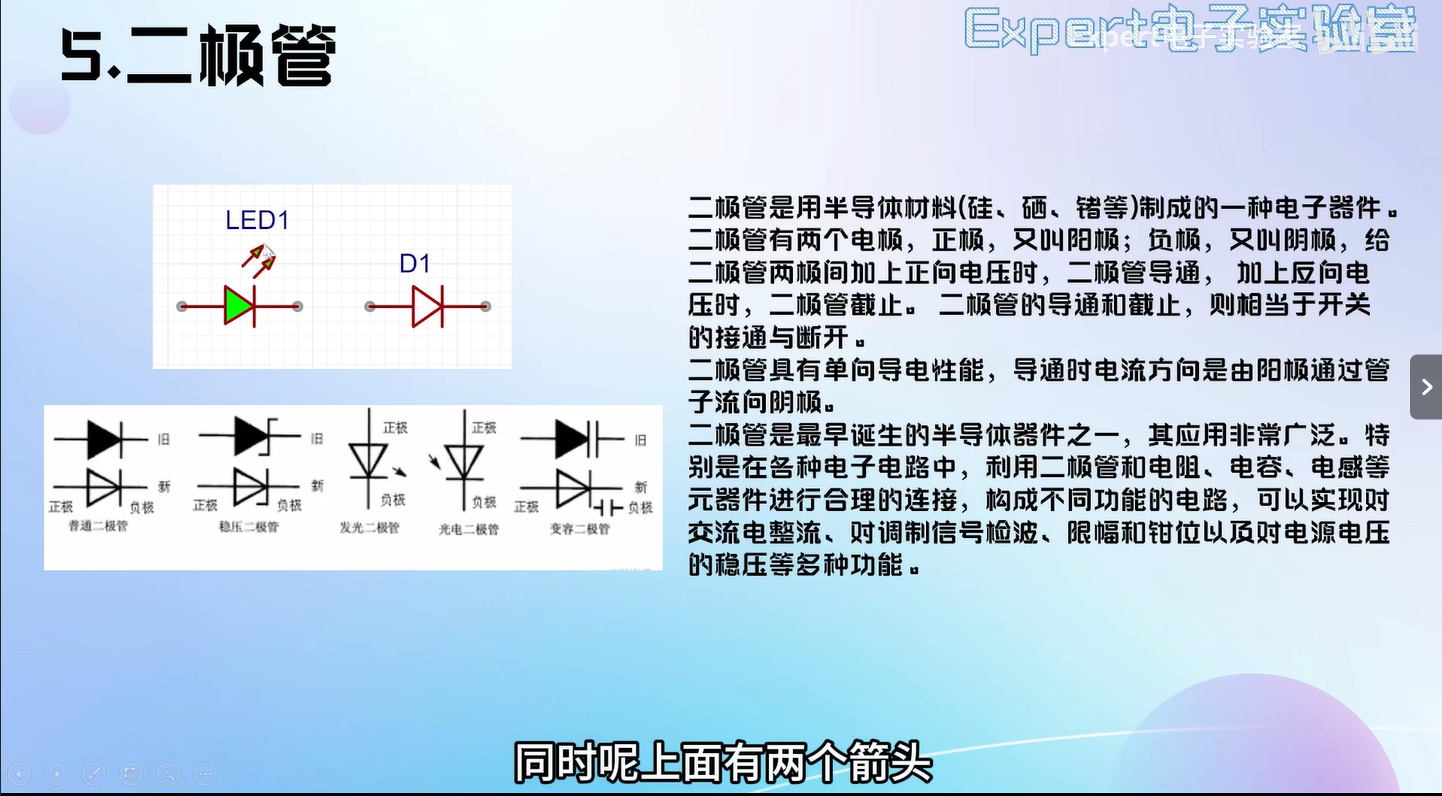 5.二极管
Expert电子实验室
LED1
D1
二极管是用半导体材料(硅、硒、锗等)制成的一种电子器件。
二极管有两个电极，正极，又叫阳极；负极，又叫阴极，给
二极管两极间加上正向电压时，二极管导通， 加上反向电
压时，二极管截止。 二极管的导通和截止，则相当于开关
的接通与断开。
二极管具有单向导电性能，导通时电流方向是由阳极通过管
子流向阴极。
二极管是最早诞生的半导体器件之一，其应用非常广泛。特
别是在各种电子电路中，利用二极管和电阻、电容、电感等
元器件进行合理的连接，构成不同功能的电路，可以实现对
交流电整流、对调制信号检波、限幅和钳位以及对电源电压
的稳压等多种功能。
旧 旧 正极 正极 旧
新 新 新
正极 负极 正极 负极 负极 负极 正极 负极
普通二极管 稳压二极管 发光二极管 光电二极管 变容二极管
同时呢上面有两个箭头